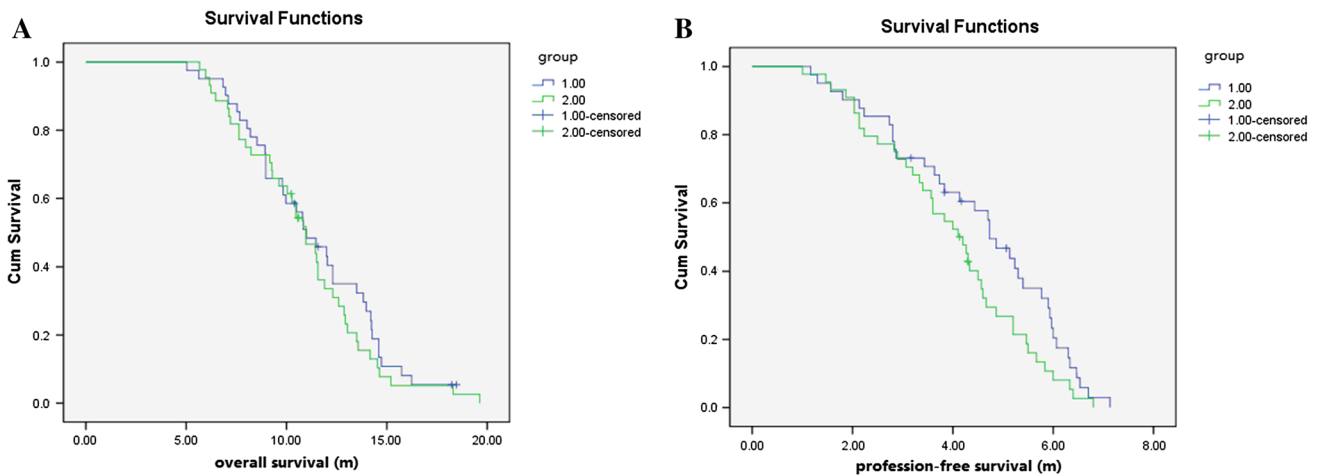 A
Survival Functions
Cum Survival
1.0
0.8
0.6
0.4
0.2
0.0
0.00 5.00 10.00 15.00 20.00
overall survival (m)
group
1.00
2.00
1.00-censored
2.00-censored
B
Survival Functions
Cum Survival
1.0
0.8
0.6
0.4
0.2
0.0
0.00 2.00 4.00 6.00 8.00
profession-free survival (m)
group
1.00
2.00
1.00-censored
2.00-censored